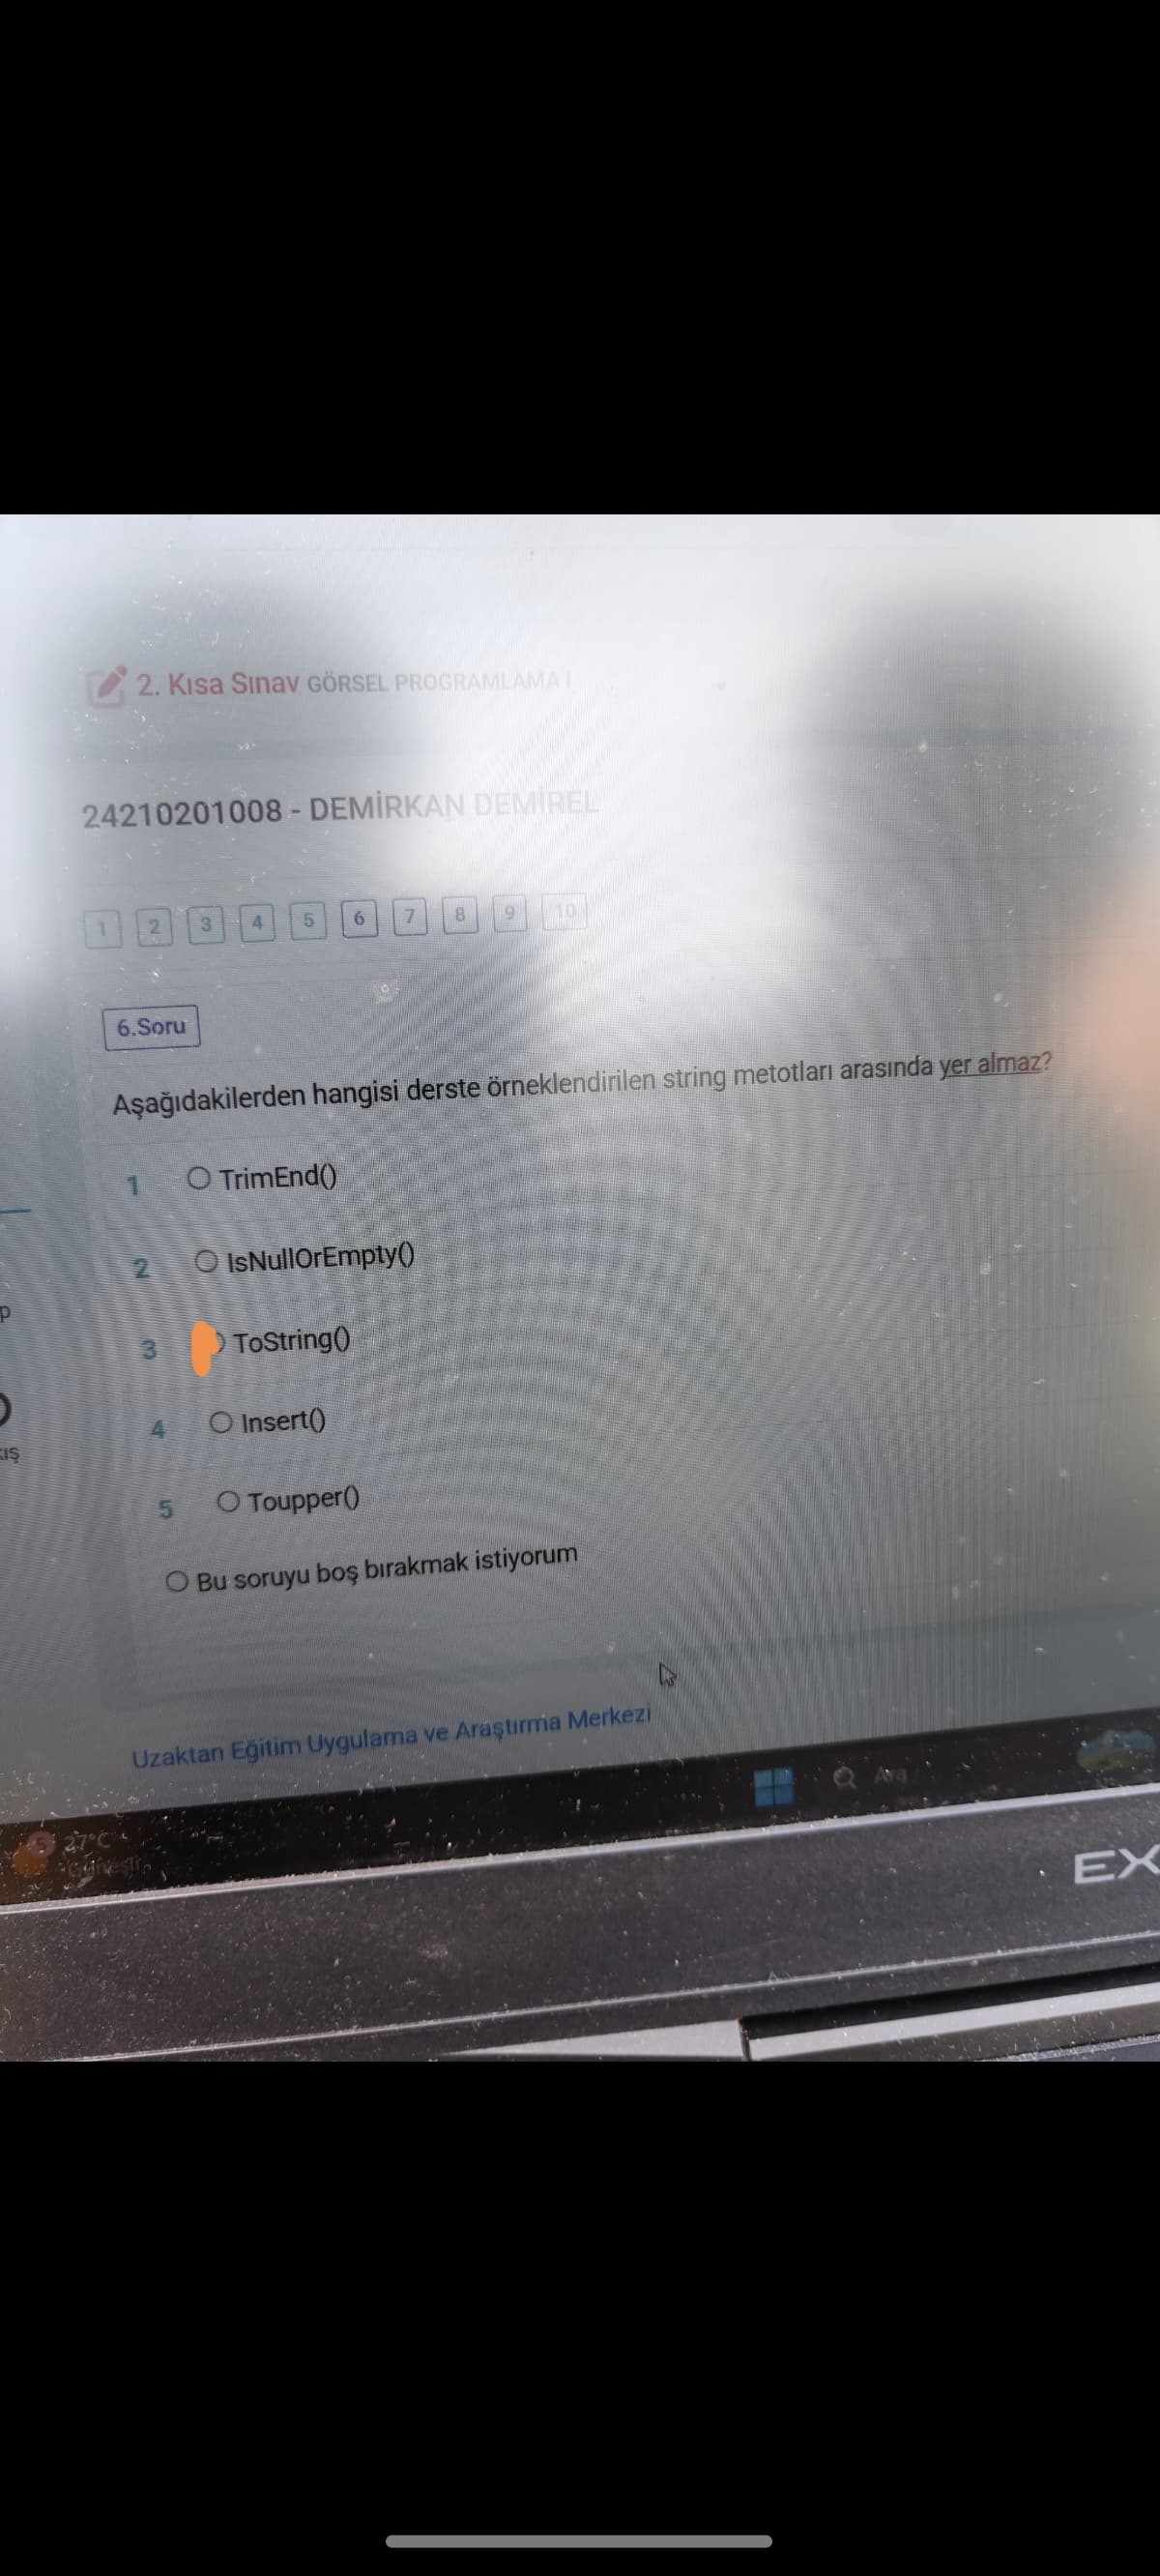 2. Kısa Sınav GÖRSEL PROGRAMLAMA I
24210201008 - DEMİRKAN DEMİREL
1 2 3 4 5 6 7 8 9 10
6.Soru
Aşağıdakilerden hangisi derste örneklendirilen string metotları arasında yer almaz?
1 TrimEnd()
2 IsNullOrEmpty()
p
3 ToString()
4 Insert()
kış
5 Toupper()
Bu soruyu boş bırakmak istiyorum
Uzaktan Eğitim Uygulama ve Araştırma Merkezi
Ara
5 27°C
Güneşli
EX